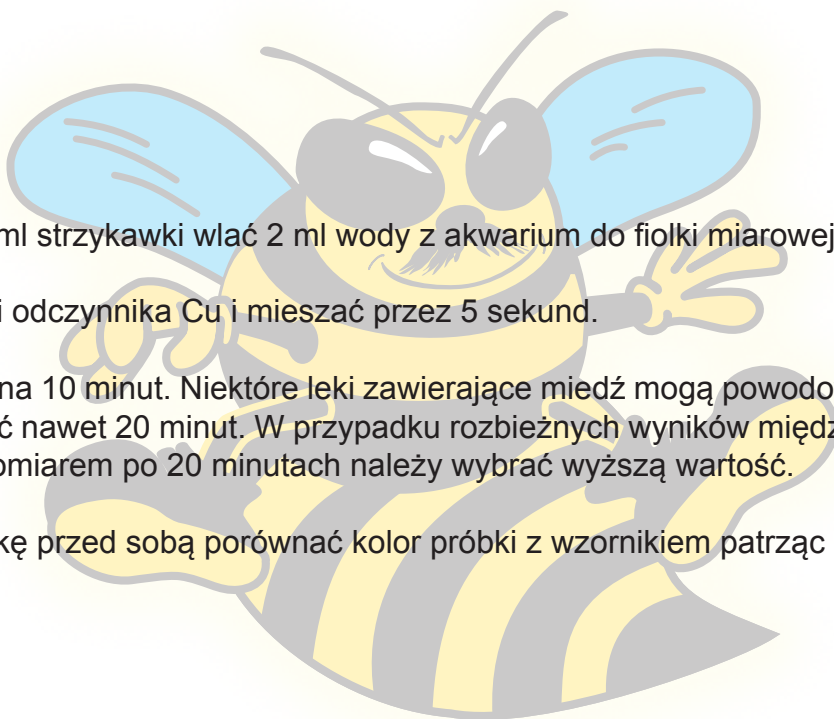 ml strzykawki wlać 2 ml wody z akwarium do fiolki miarowej
i odczynnika Cu i mieszać przez 5 sekund.
na 10 minut. Niektóre leki zawierające miedź mogą powodo
ć nawet 20 minut. W przypadku rozbieżnych wyników międz
omiarem po 20 minutach należy wybrać wyższą wartość.
kę przed sobą porównać kolor próbki z wzornikiem patrząc